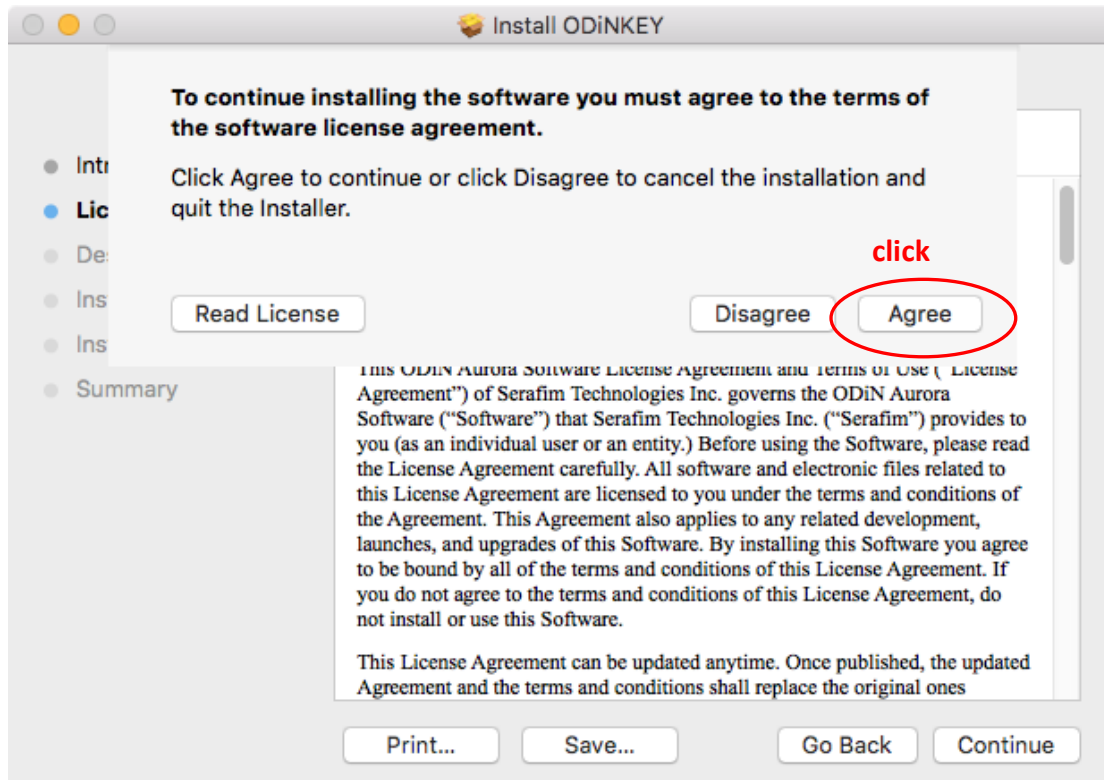 Install ODiNKEY
To continue installing the software you must agree to the terms of
the software license agreement.
Click Agree to continue or click Disagree to cancel the installation and
quit the Installer.
click
Read License
Disagree
Agree
Intr
Lic
De
Ins
Ins
Summary
This ODiN Aurora Software License Agreement and Terms of Use (“License
Agreement”) of Serafim Technologies Inc. governs the ODiN Aurora
Software (“Software”) that Serafim Technologies Inc. (“Serafim”) provides to
you (as an individual user or an entity.) Before using the Software, please read
the License Agreement carefully. All software and electronic files related to
this License Agreement are licensed to you under the terms and conditions of
the Agreement. This Agreement also applies to any related development,
launches, and upgrades of this Software. By installing this Software you agree
to be bound by all of the terms and conditions of this License Agreement. If
you do not agree to the terms and conditions of this License Agreement, do
not install or use this Software.
This License Agreement can be updated anytime. Once published, the updated
Agreement and the terms and conditions shall replace the original ones
Print...
Save...
Go Back
Continue